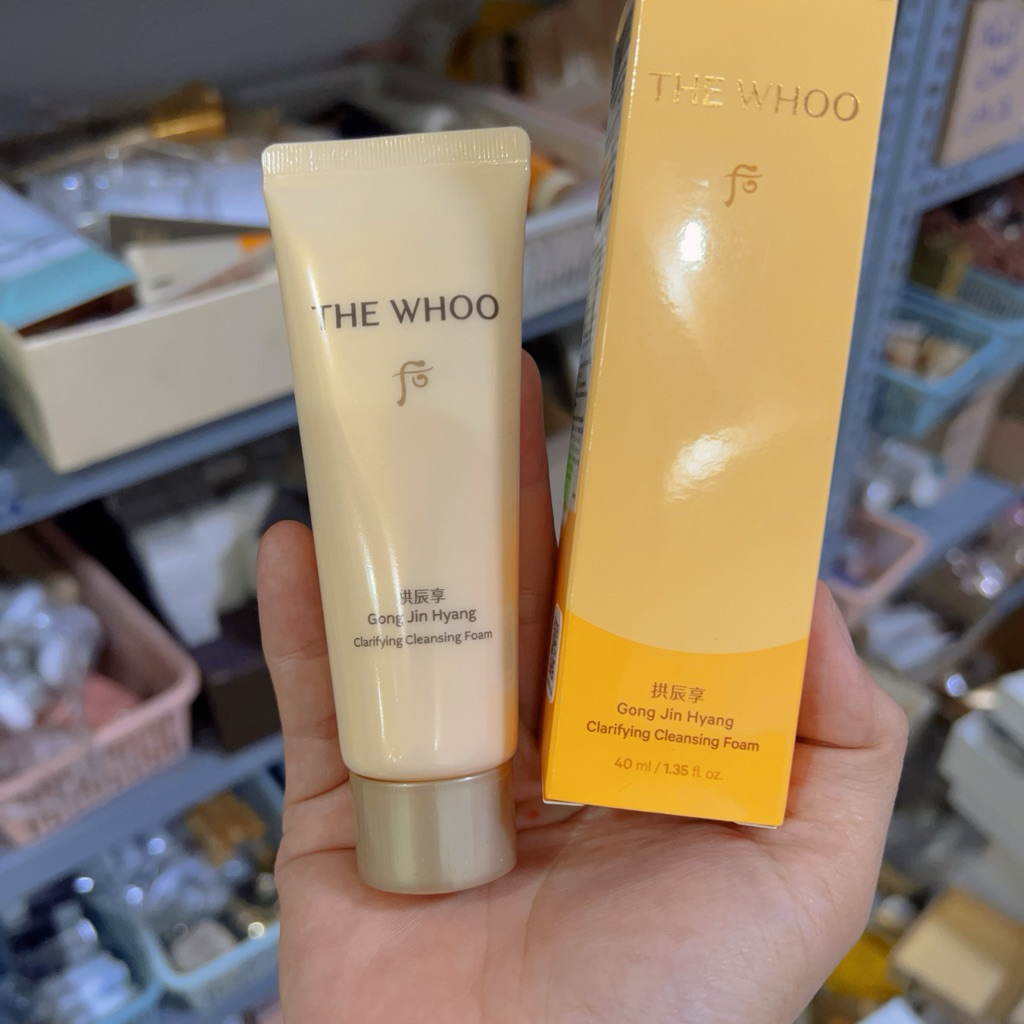 THE WHOO
拱辰享
Gong Jin Hyang
Clarifying Cleansing Foam
THE WHOO
拱辰享
Gong Jin Hyang
Clarifying Cleansing Foam
40 ml / 1.35 fl. oz.